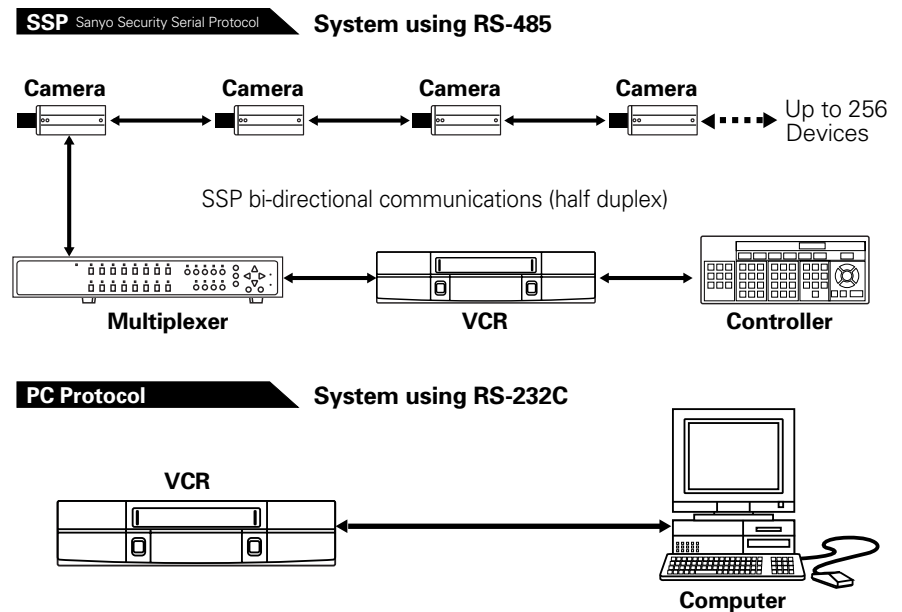 SSP Sanyo Security Serial Protocol System using RS-485
Camera Camera Camera Camera
Up to 256
Devices
SSP bi-directional communications (half duplex)
Multiplexer VCR Controller
PC Protocol System using RS-232C
VCR
Computer